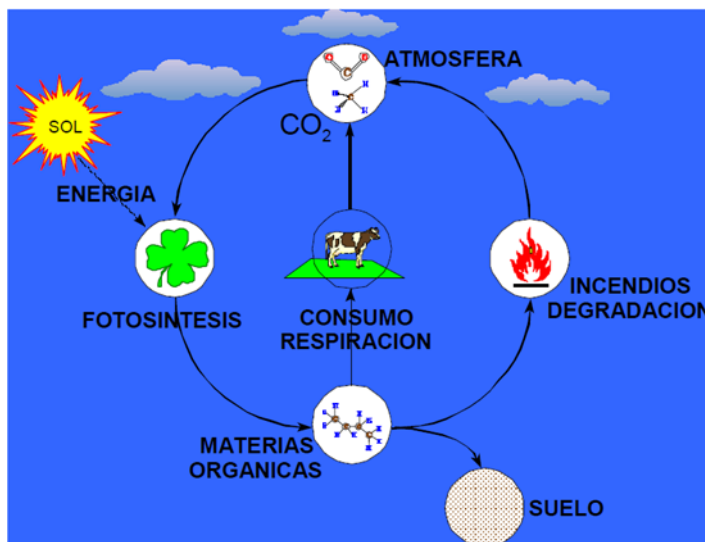 ATMOSFERA
CO₂
SOL
ENERGIA
FOTOSINTESIS
CONSUMO
RESPIRACION
INCENDIOS
DEGRADACION
MATERIAS
ORGANICAS
SUELO